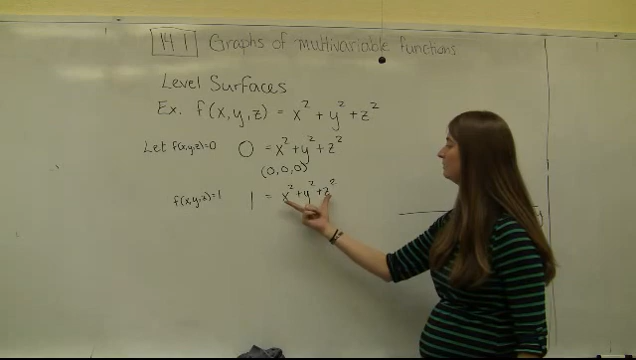 14.1 Graphs of multivariable functions
Level Surfaces
Ex. f(x,y,z) = x² + y² + z²
Let f(x,y,z)=0 0 = x² + y² + z²
(0,0,0)
f(x,y,z)=1 1 = x² + y² + z²